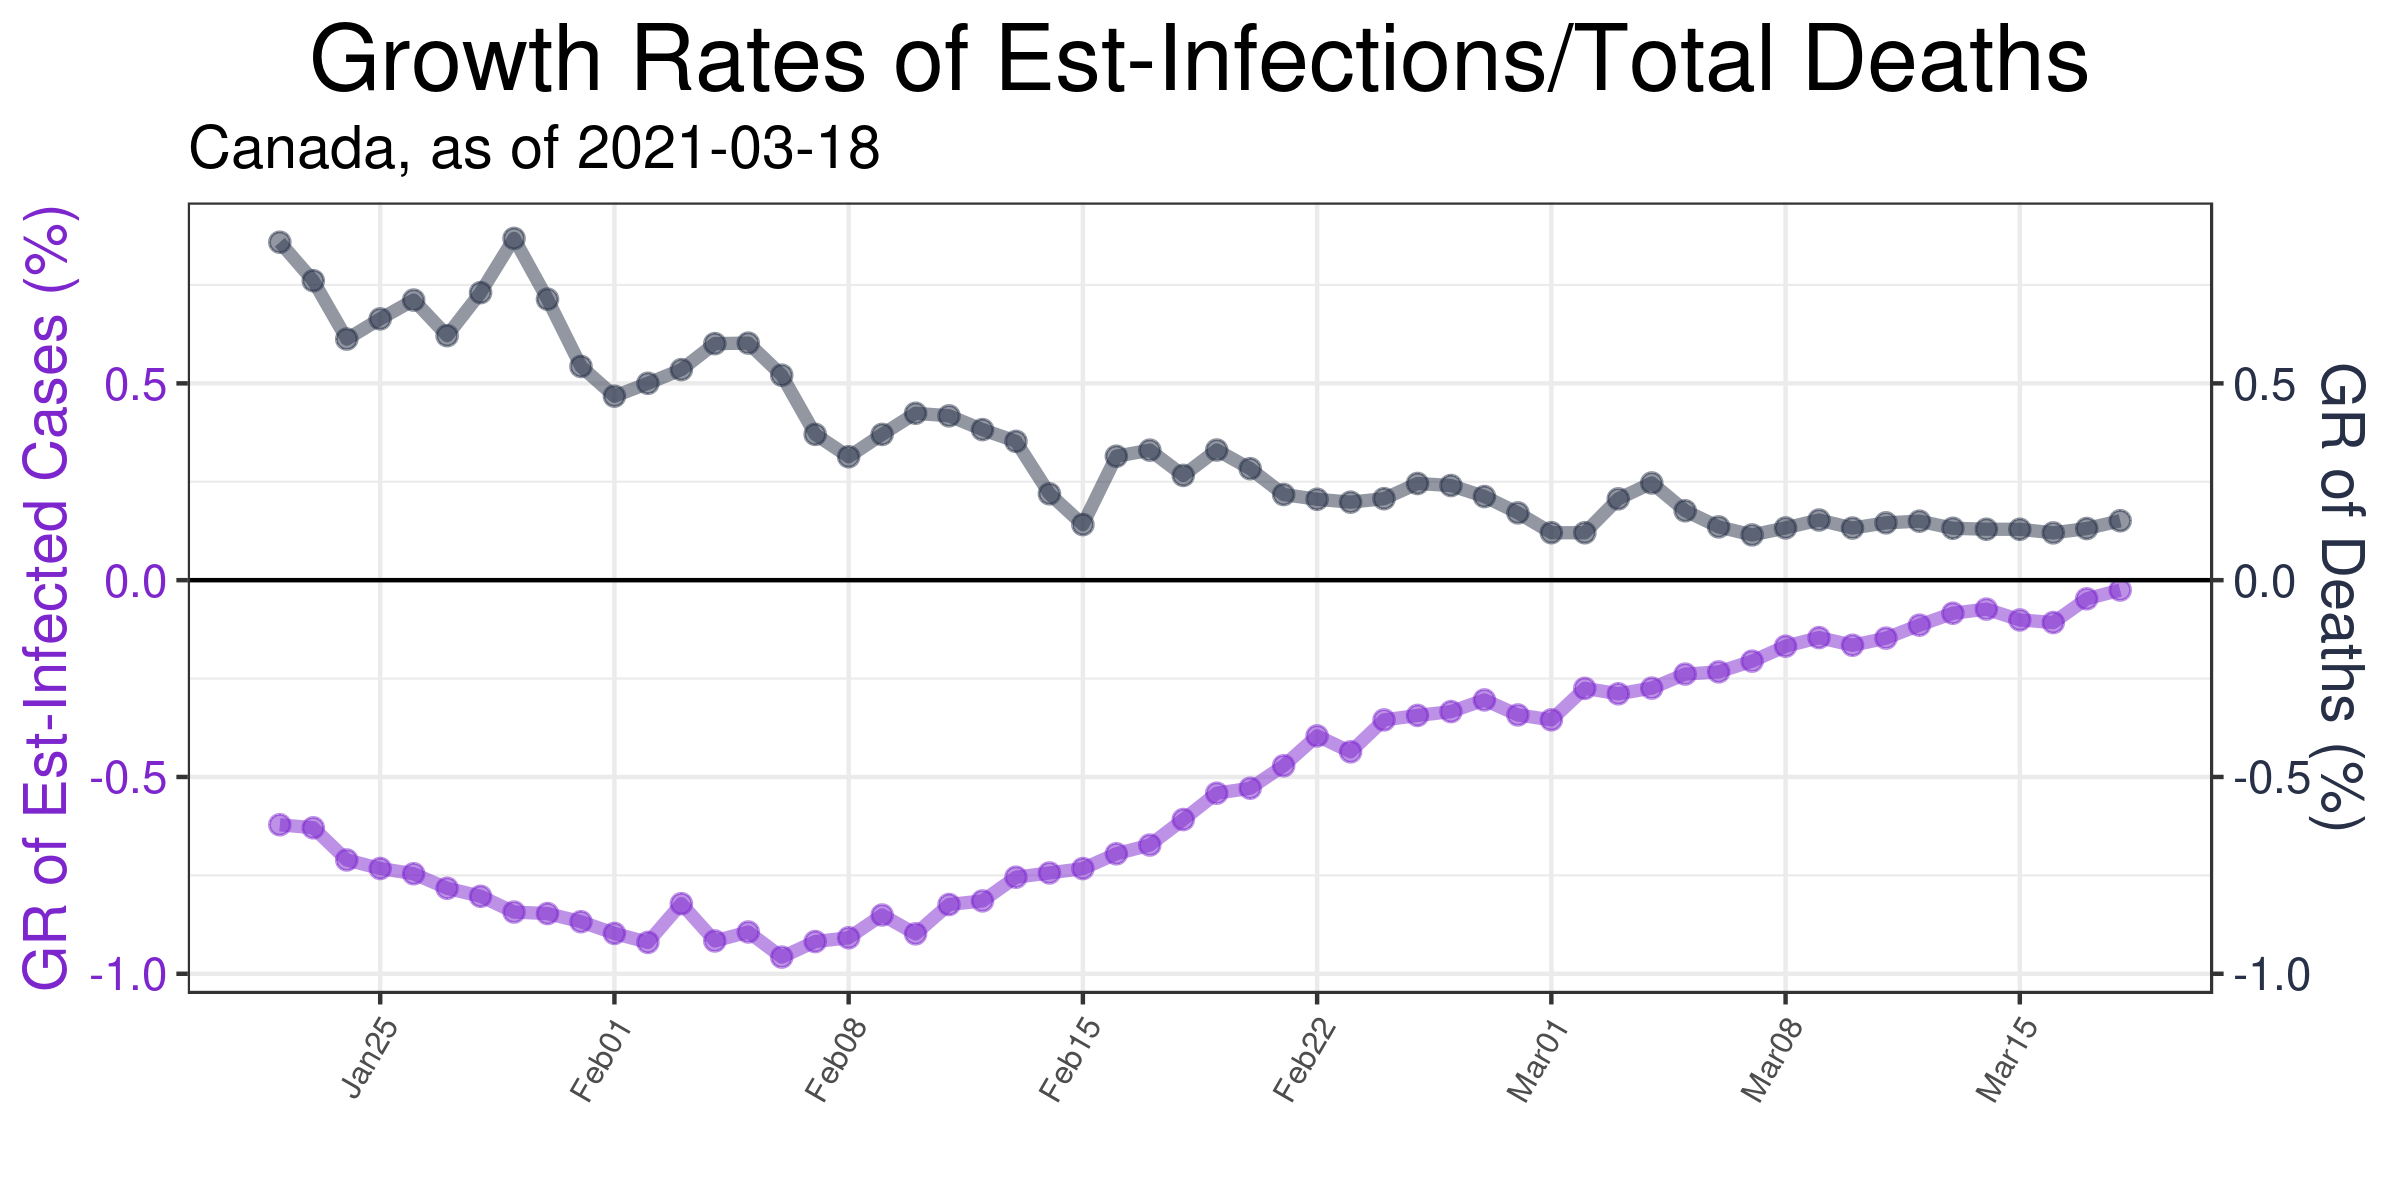 Growth Rates of Est-Infections/Total Deaths
Canada, as of 2021-03-18
GR of Est-Infected Cases (%)
0.5
0.0
-0.5
-1.0
0.5
0.0
-0.5
-1.0
GR of Deaths (%)
Jan25
Feb01
Feb08
Feb15
Feb22
Mar01
Mar08
Mar15